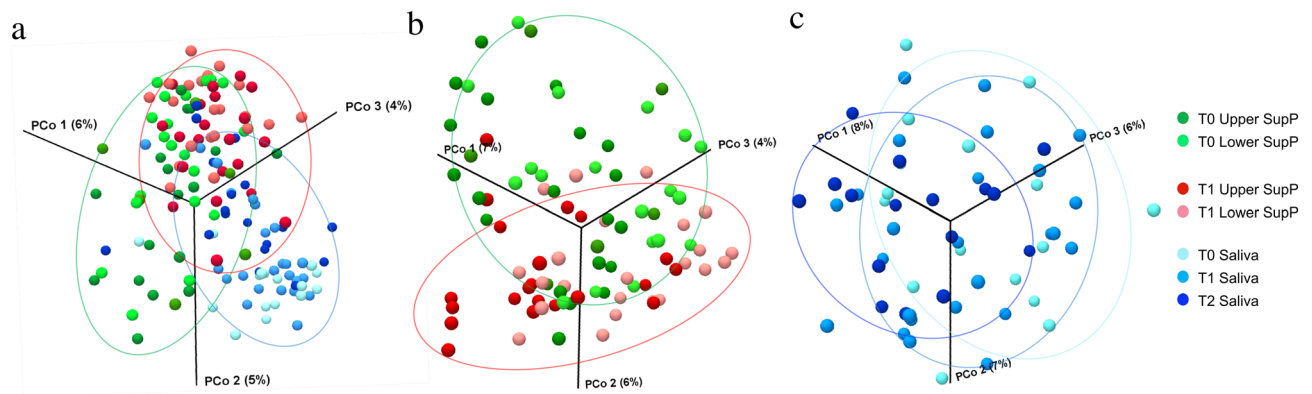 a
PCo 1 (6%)
PCo 3 (4%)
PCo 2 (5%)
b
PCo 1 (7%)
PCo 3 (4%)
PCo 2 (6%)
c
PCo 1 (8%)
PCo 3 (6%)
PCo 2 (7%)
T0 Upper SupP
T0 Lower SupP
T1 Upper SupP
T1 Lower SupP
T0 Saliva
T1 Saliva
T2 Saliva